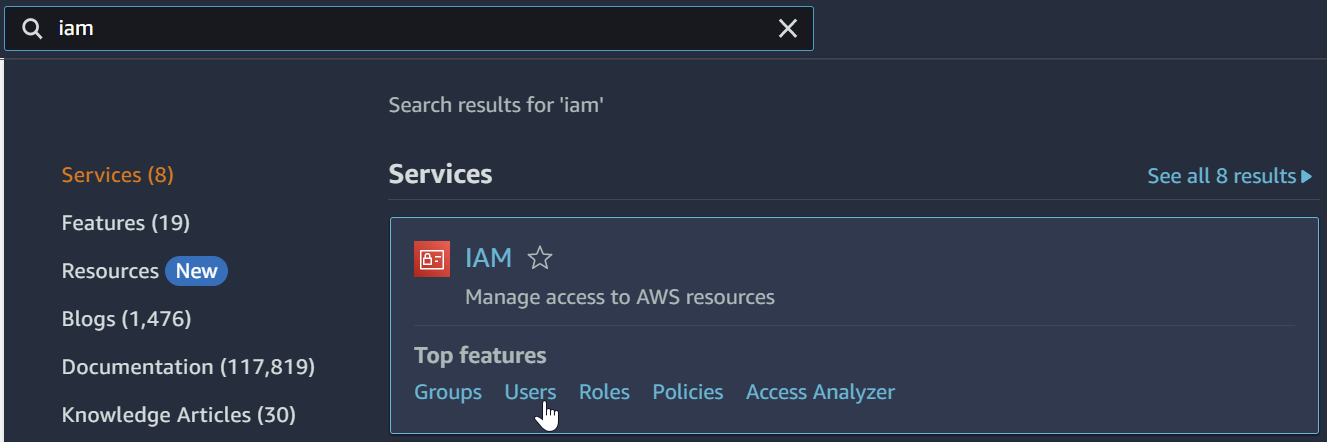 iam
Search results for 'iam'
Services (8)
Features (19)
Resources New
Blogs (1,476)
Documentation (117,819)
Knowledge Articles (30)
Services
See all 8 results
IAM
Manage access to AWS resources
Top features
Groups Users Roles Policies Access Analyzer